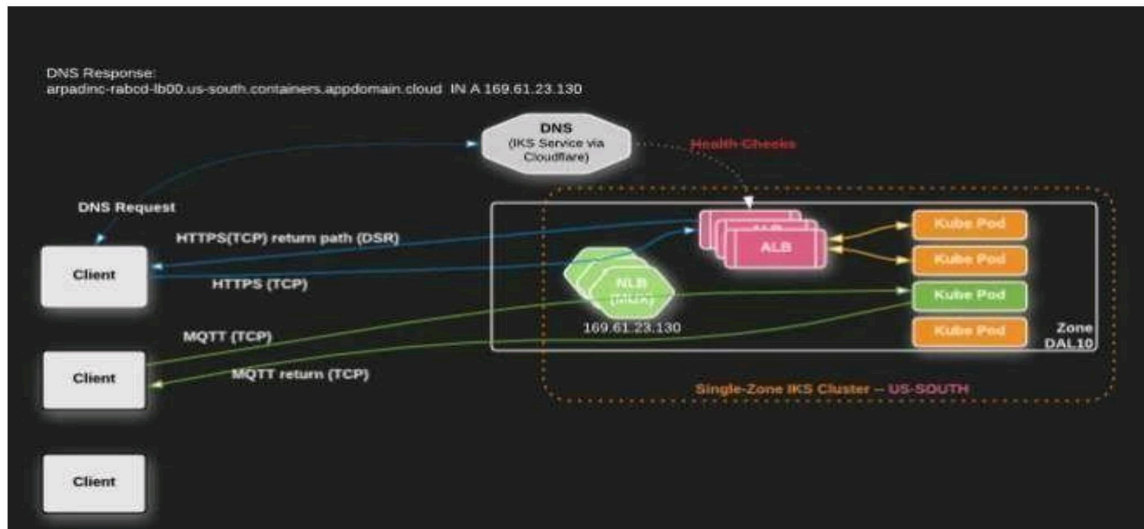 DNS Response:
arpadinc-rabcd-lb00.us-south.containers.appdomain.cloud IN A 169.61.23.130
DNS
(IKS Service via
Cloudflare)
Health Checks
DNS Request
HTTPS(TCP) return path (DSR)
Client
HTTPS (TCP)
ALB
ALB
Kube Pod
Kube Pod
Kube Pod
Kube Pod
NLB
(MUX)
169.61.23.130
Zone
DAL10
MQTT (TCP)
Client
MQTT return (TCP)
Single-Zone IKS Cluster -- US-SOUTH
Client